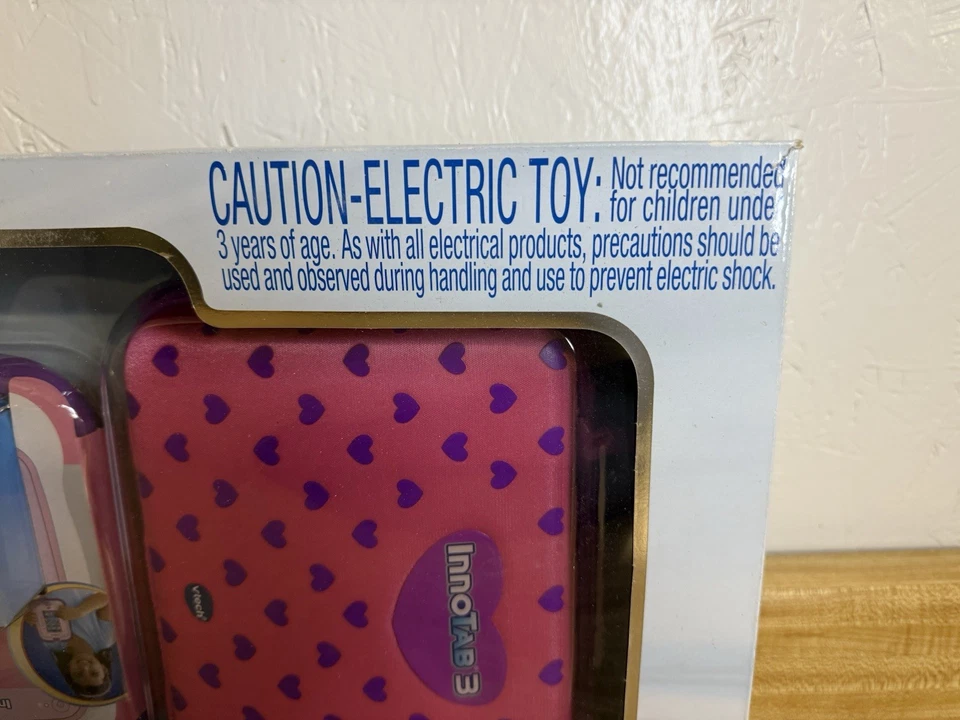 CAUTION-ELECTRIC TOY: Not recommended
for children unde
3 years of age. As with all electrical products, precautions should be
used and observed during handling and use to prevent electric shock.
vtech
InnoTAB 3